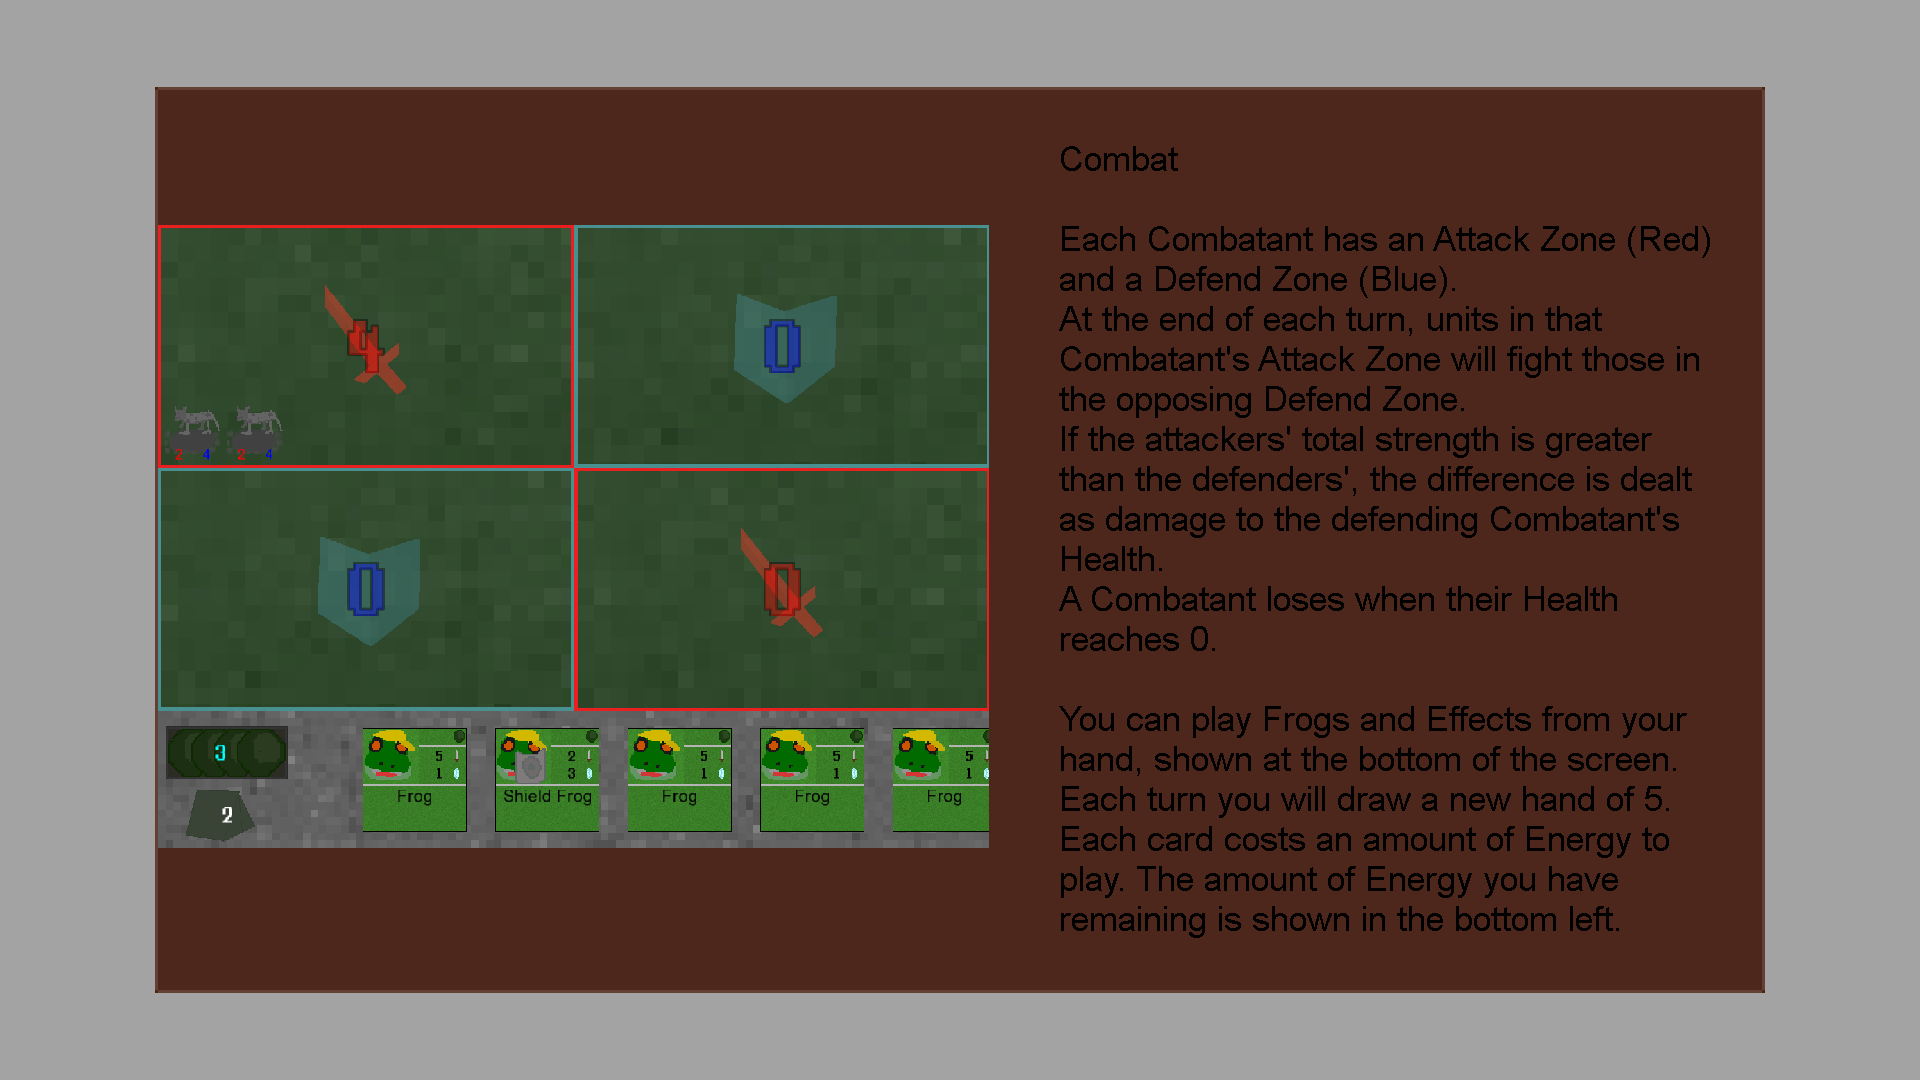 Combat
Each Combatant has an Attack Zone (Red)
and a Defend Zone (Blue).
At the end of each turn, units in that
Combatant's Attack Zone will fight those in
the opposing Defend Zone.
If the attackers' total strength is greater
than the defenders', the difference is dealt
as damage to the defending Combatant's
Health.
A Combatant loses when their Health
reaches 0.
You can play Frogs and Effects from your
hand, shown at the bottom of the screen.
Each turn you will draw a new hand of 5.
Each card costs an amount of Energy to
play. The amount of Energy you have
remaining is shown in the bottom left.
4
0
2 4 2 4
0
0
3
2
5
1
Frog
2
3
Shield Frog
5
1
Frog
5
1
Frog
5
1
Frog